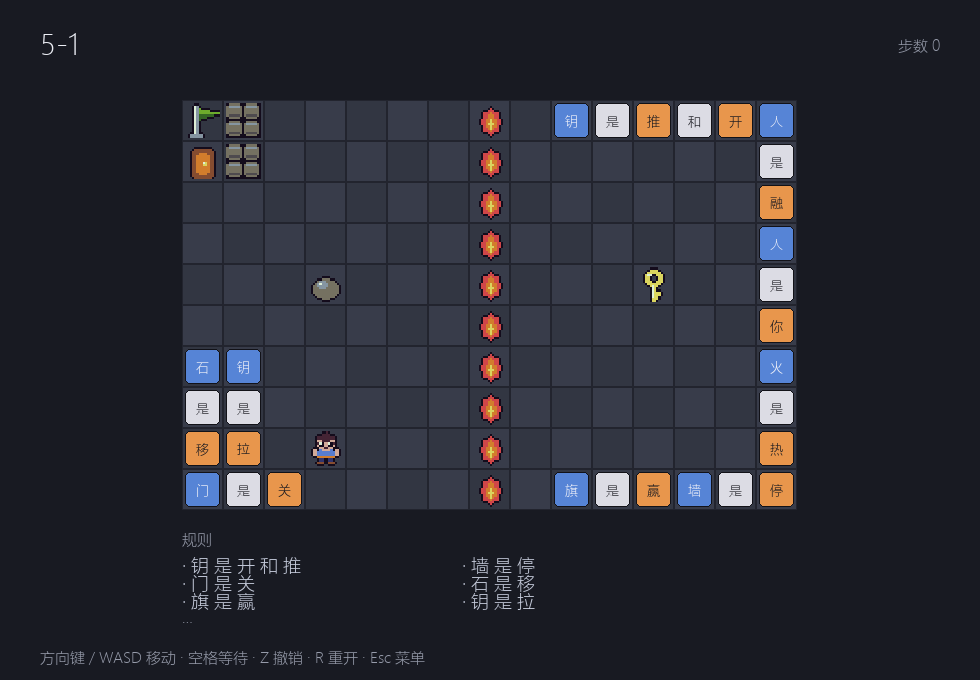 5-1
步数 0
钥 是 推 和 开 人
是
融
人
是
你
石 钥 火
是 是 是
移 拉 热
门 是 关 旗 是 赢 墙 是 停
规则
· 钥 是 开 和 推
· 墙 是 停
· 门 是 关
· 石 是 移
· 旗 是 赢
· 钥 是 拉
...
方向键 / WASD 移动 · 空格等待 · Z 撤销 · R 重开 · Esc 菜单